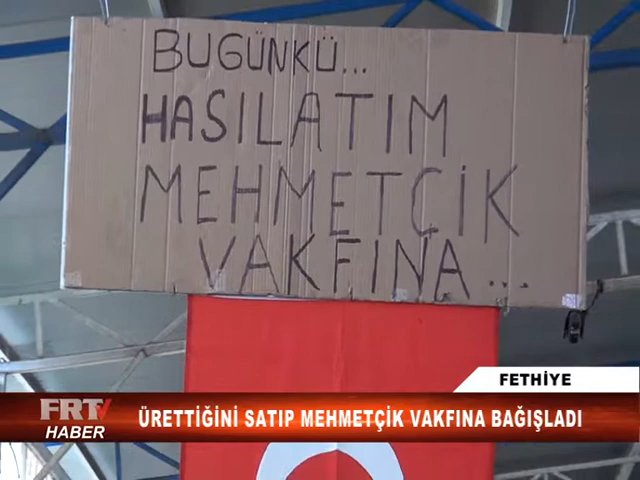 BUGÜNKÜ...
HASILATIM
MEHMETÇİK
VAKFINA...
FETHİYE
FRTV
HABER
ÜRETTİĞİNİ SATIP MEHMETÇİK VAKFINA BAĞIŞLADI